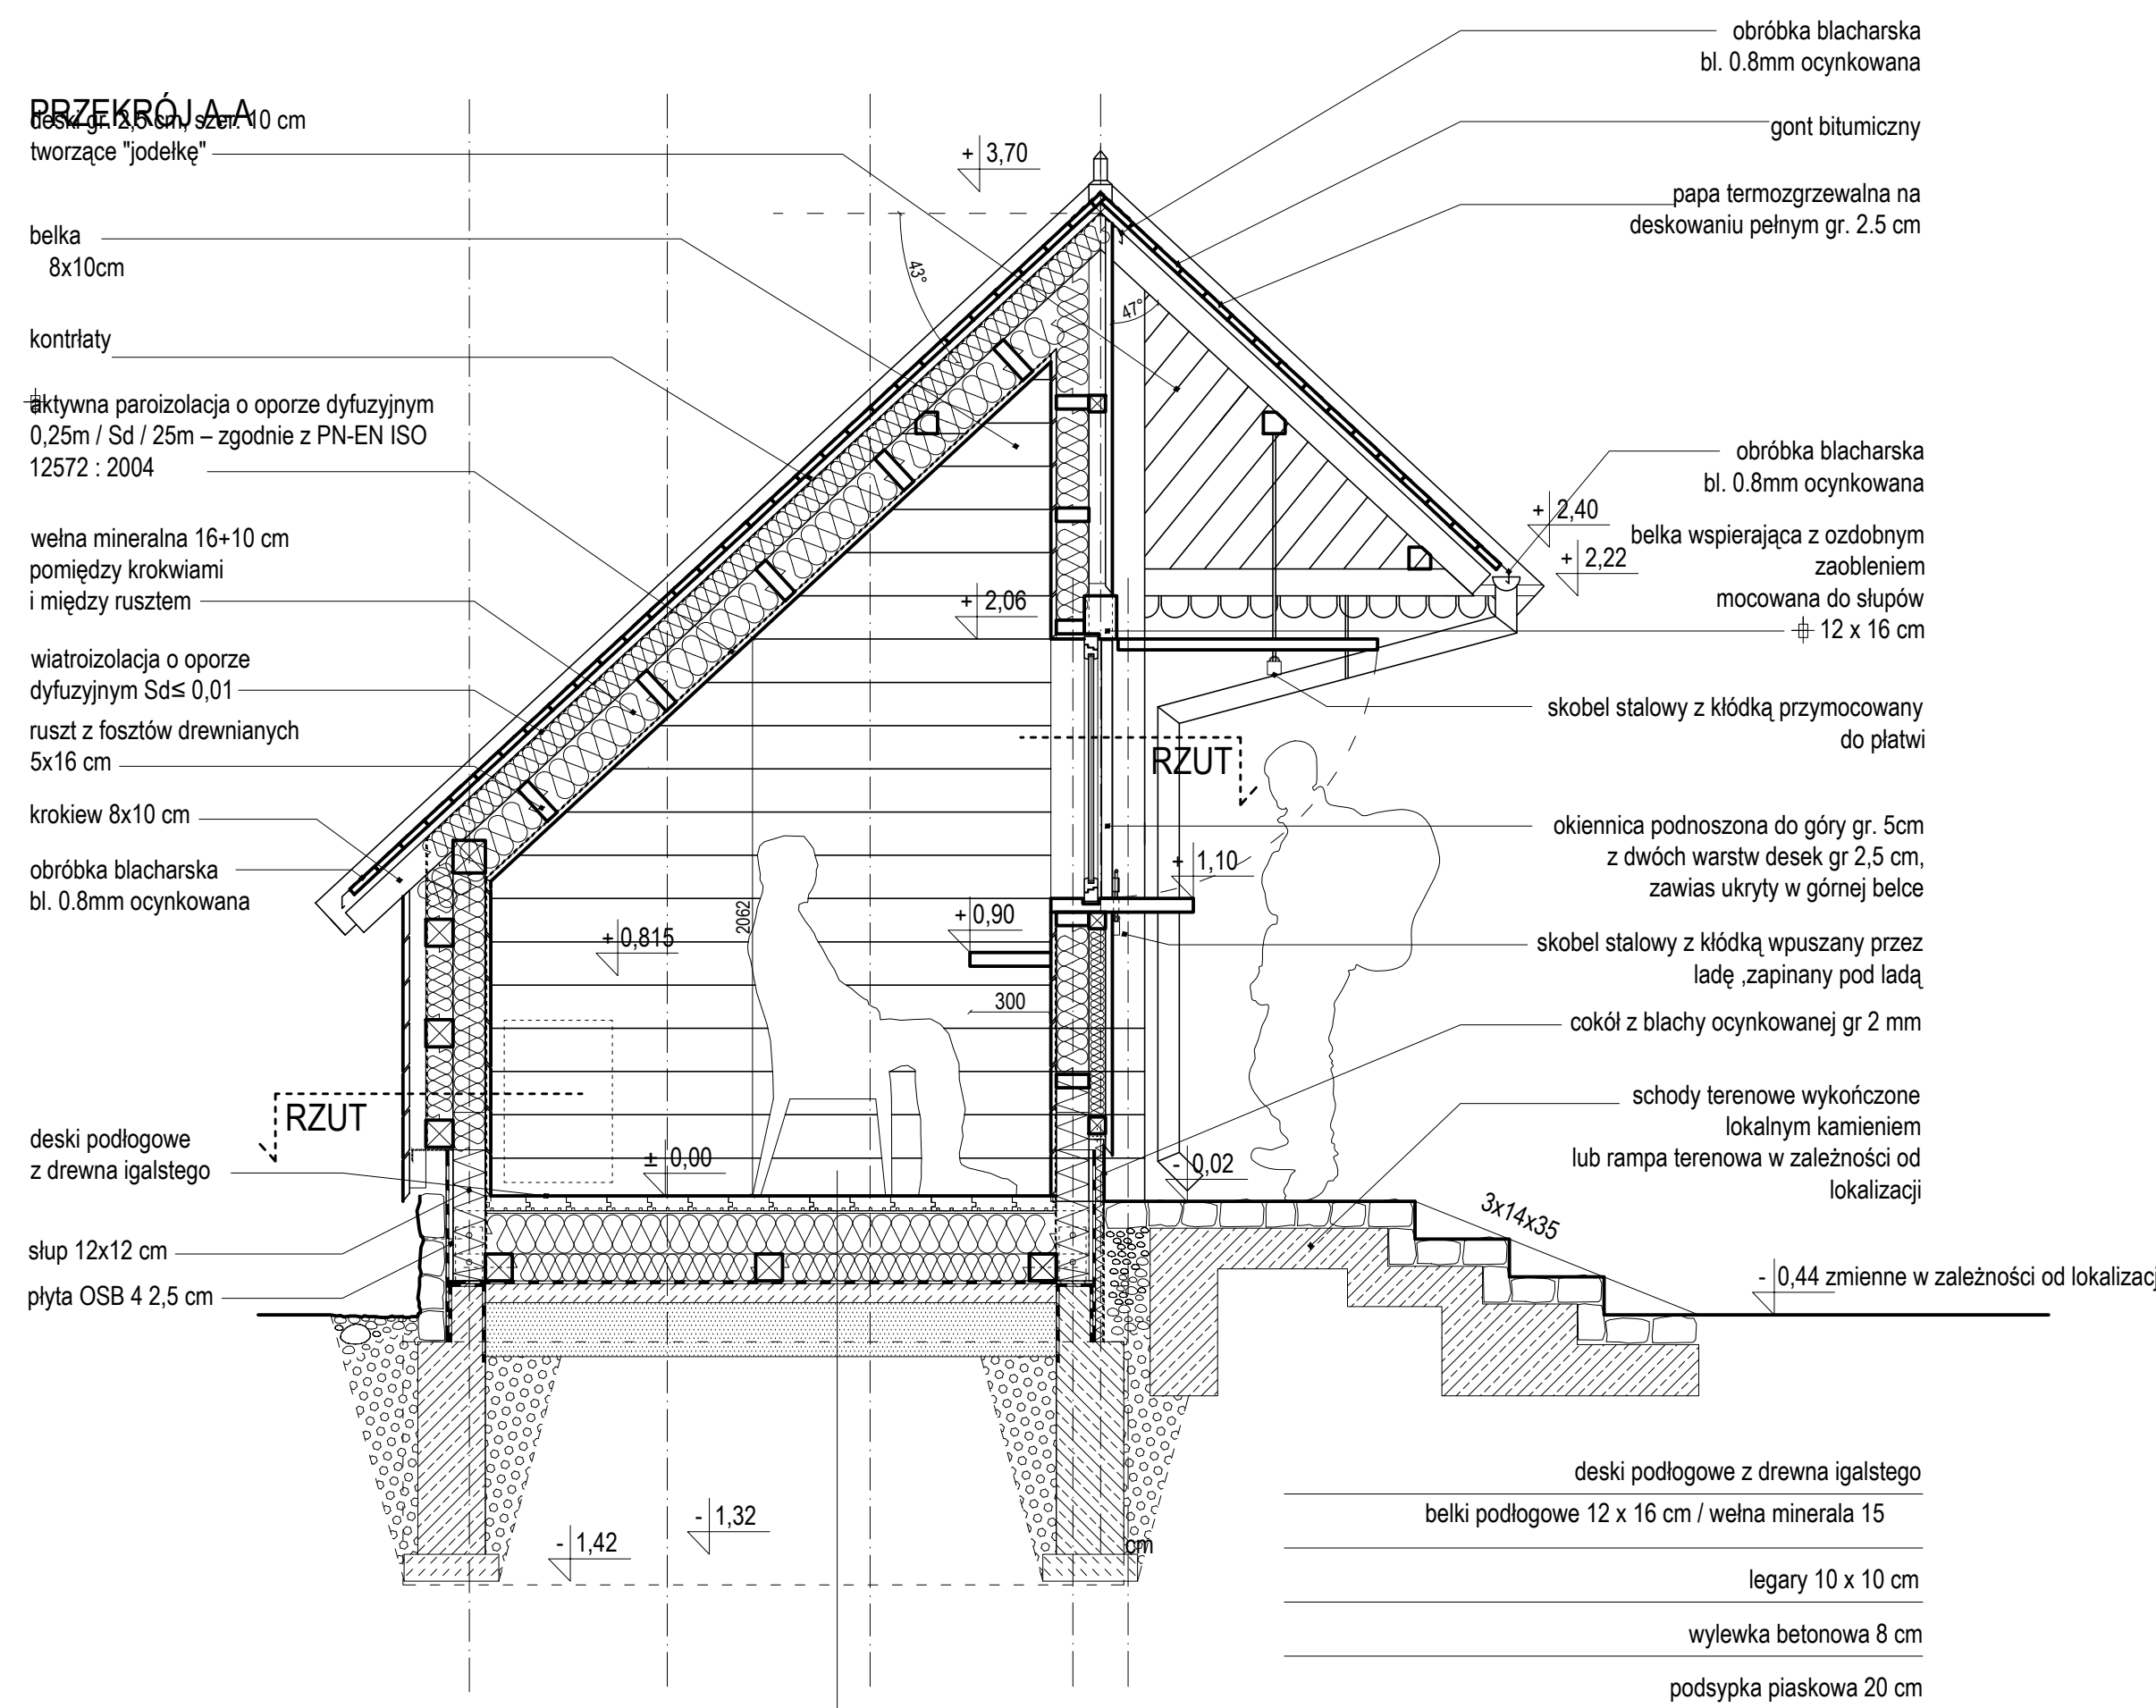 PRZEKRÓJ A-A
deski gr. 2,5 cm, szer. 10 cm
tworzące "jodełkę"
belka
8x10cm
kontrłaty
aktywna paroizolacja o oporze dyfuzyjnym
0,25m / Sd / 25m – zgodnie z PN-EN ISO
12572 : 2004
wełna mineralna 16+10 cm
pomiędzy krokwiami
i między rusztem
wiatroizolacja o oporze
dyfuzyjnym Sd≤ 0,01
ruszt z fosztów drewnianych
5x16 cm
krokiew 8x10 cm
obróbka blacharska
bl. 0.8mm ocynkowana
RZUT
deski podłogowe
z drewna igalstego
słup 12x12 cm
płyta OSB 4 2,5 cm
+ 3,70
43°
47°
+ 2,06
2062
+ 0,815
+ 0,90
300
± 0,00
- 1,32
- 1,42
RZUT
+ 1,10
- 0,02
3x14x35
obróbka blacharska
bl. 0.8mm ocynkowana
gont bitumiczny
papa termozgrzewalna na
deskowaniu pełnym gr. 2.5 cm
obróbka blacharska
bl. 0.8mm ocynkowana
+ 2,40
+ 2,22
belka wspierająca z ozdobnym
zaobleniem
mocowana do słupów
12 x 16 cm
skobel stalowy z kłódką przymocowany
do płatwi
okiennica podnoszona do góry gr. 5cm
z dwóch warstw desek gr 2,5 cm,
zawias ukryty w górnej belce
skobel stalowy z kłódką wpuszany przez
ladę ,zapinany pod ladą
cokół z blachy ocynkowanej gr 2 mm
schody terenowe wykończone
lokalnym kamieniem
lub rampa terenowa w zależności od
lokalizacji
- 0,44 zmienne w zależności od lokalizacj
deski podłogowe z drewna igalstego
belki podłogowe 12 x 16 cm / wełna minerala 15
cm
legary 10 x 10 cm
wylewka betonowa 8 cm
podsypka piaskowa 20 cm